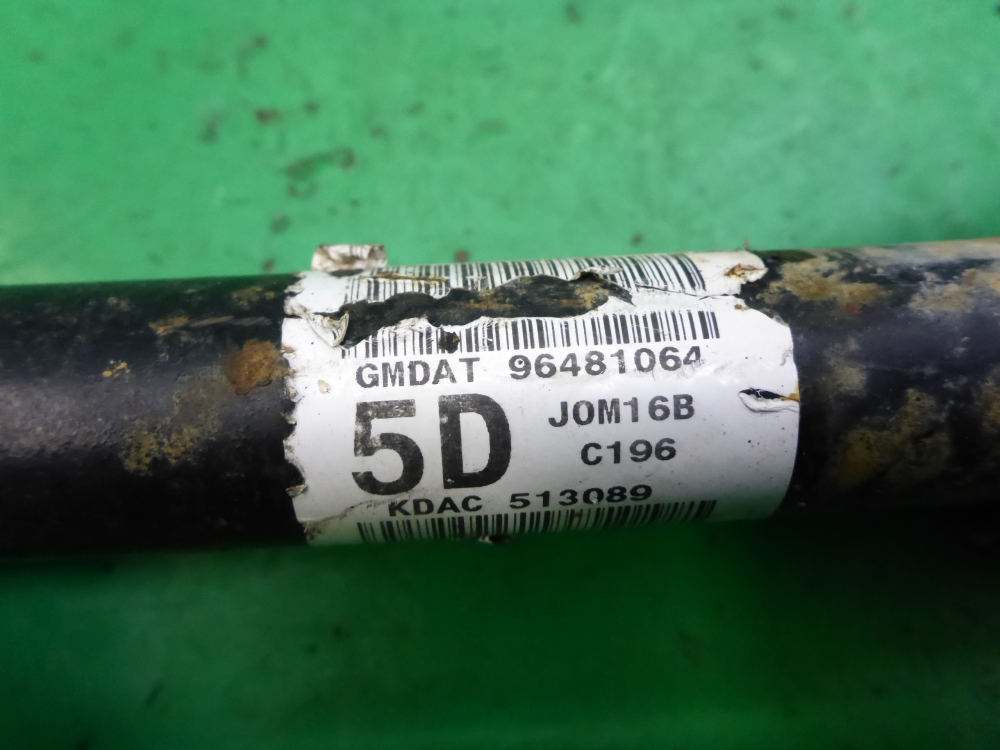 GMDAT 96481064
5D
J0M16B
C196
KDAC 513089